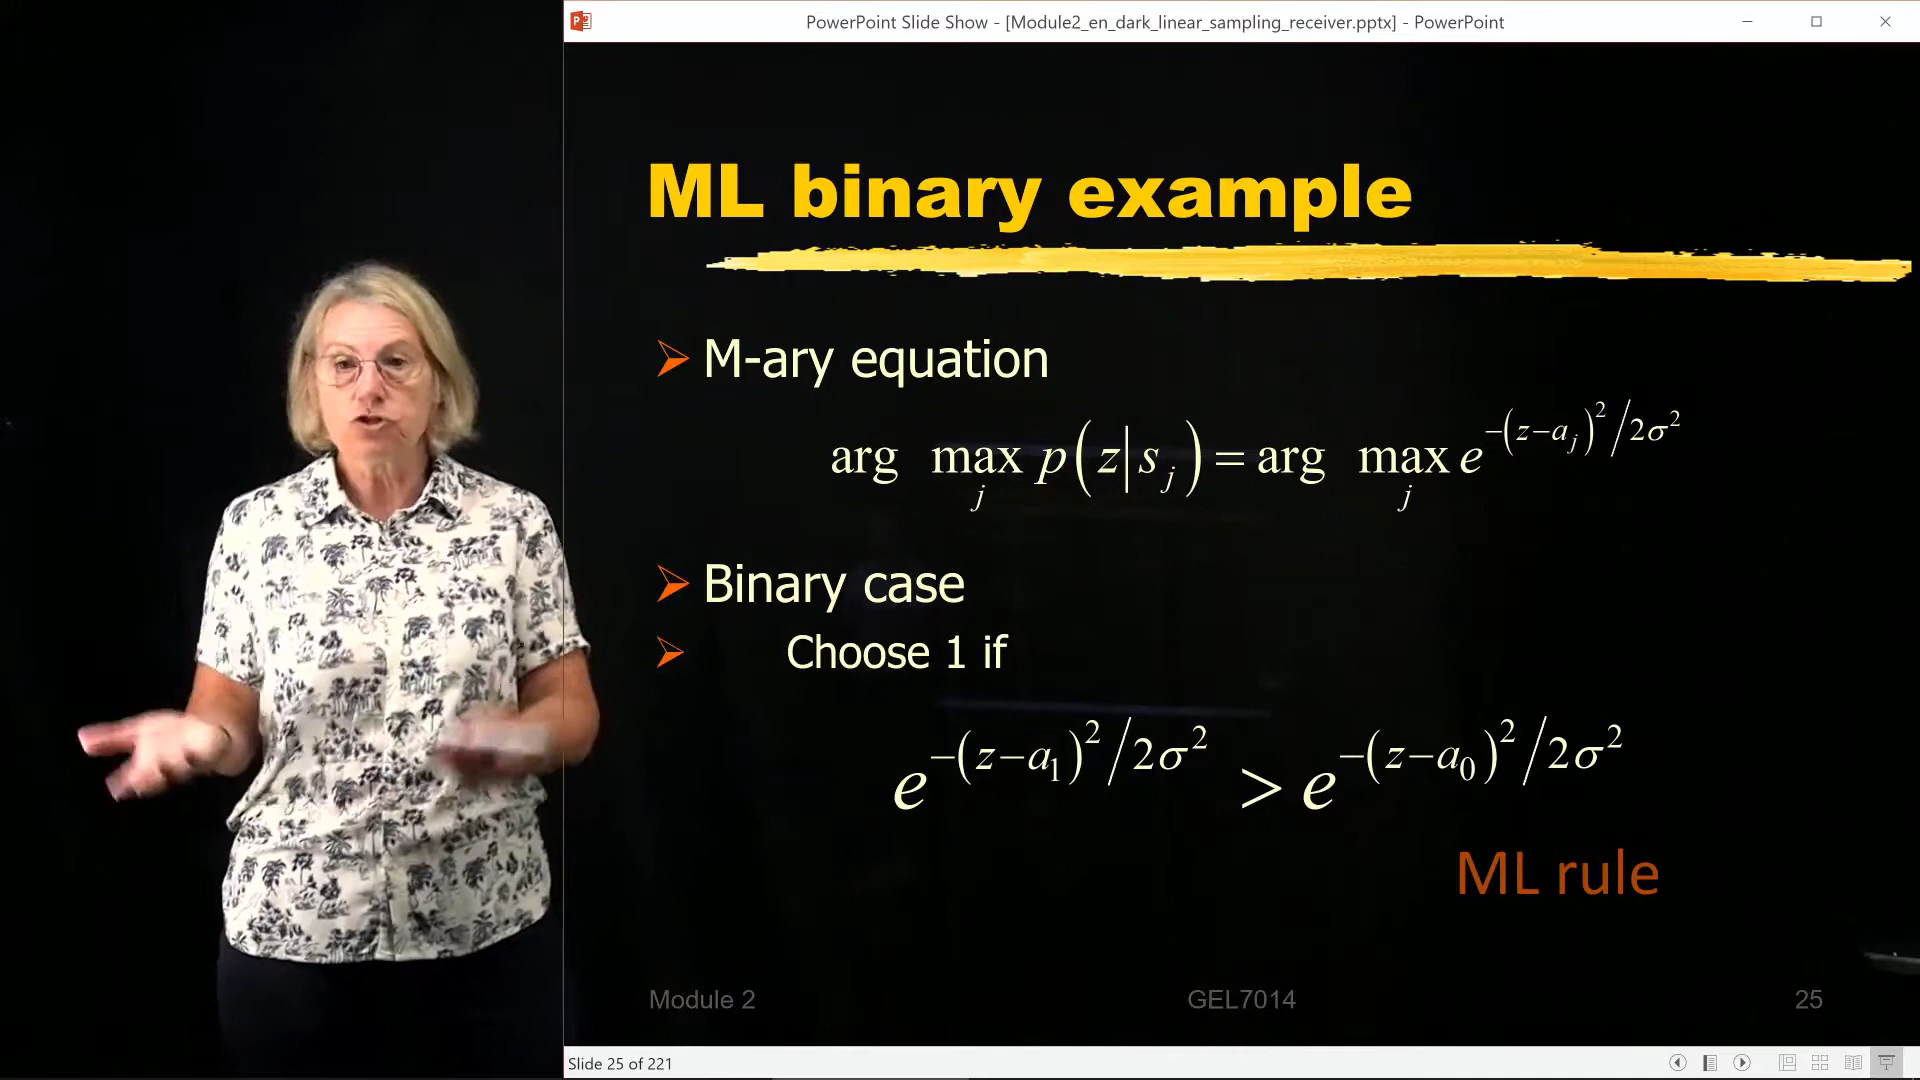 PowerPoint Slide Show - [Module2_en_dark_linear_sampling_receiver.pptx] - PowerPoint
ML binary example
M-ary equation
arg max_j p(z|s_j) = arg max_j e^{-(z-a_j)^2/2σ^2}
Binary case
Choose 1 if
e^{-(z-a_1)^2/2σ^2} > e^{-(z-a_0)^2/2σ^2}
ML rule
Module 2 GEL7014 25
Slide 25 of 221